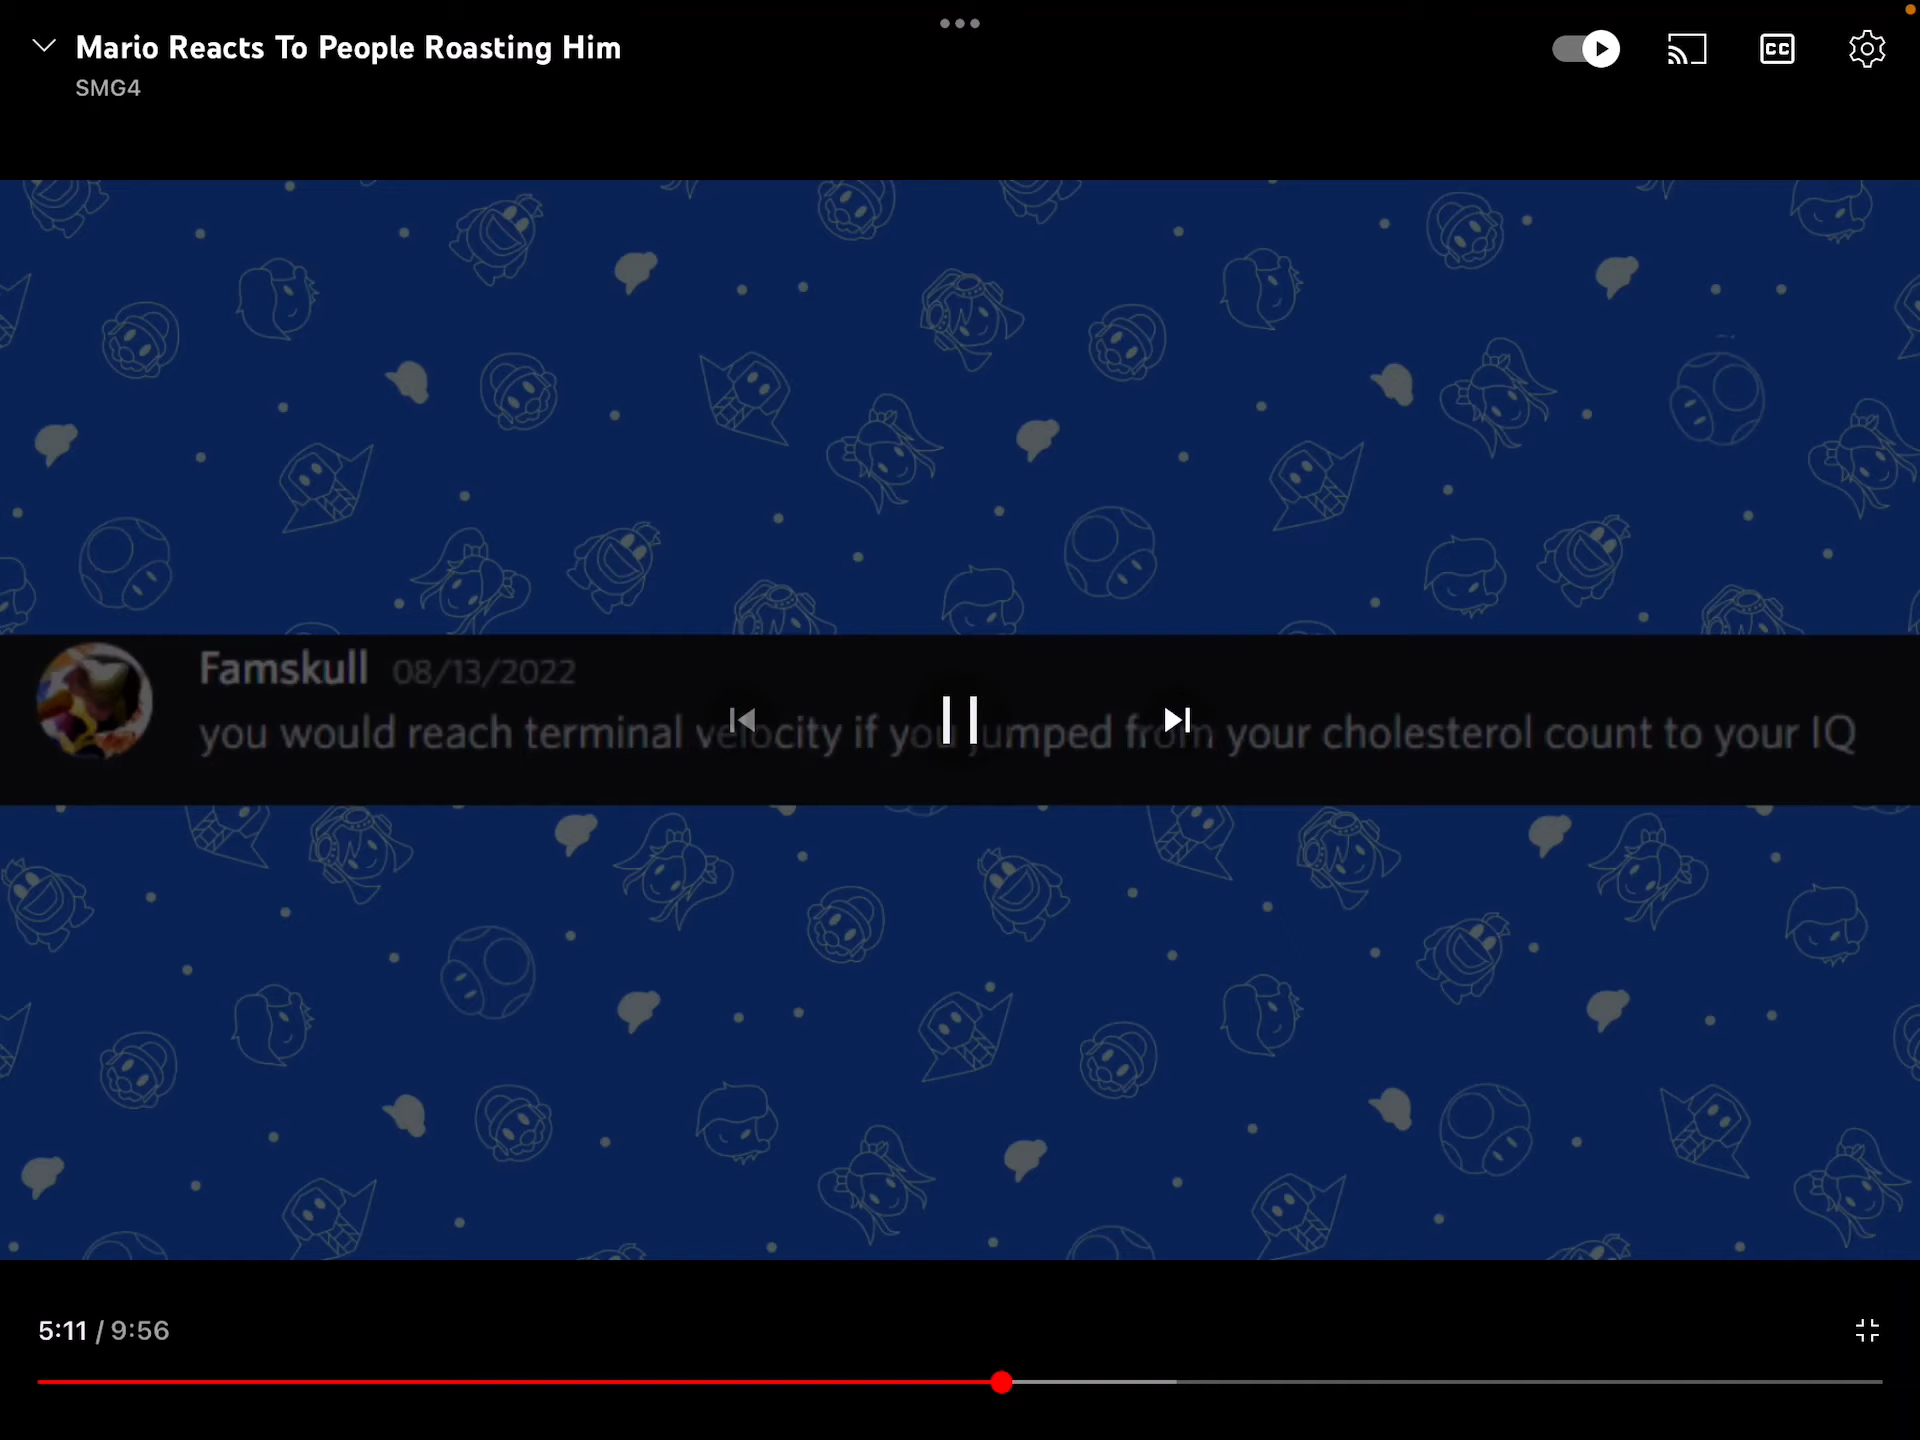 Mario Reacts To People Roasting Him
SMG4
CC
Famskull 08/13/2022
you would reach terminal velocity if you jumped from your cholesterol count to your IQ
5:11 / 9:56